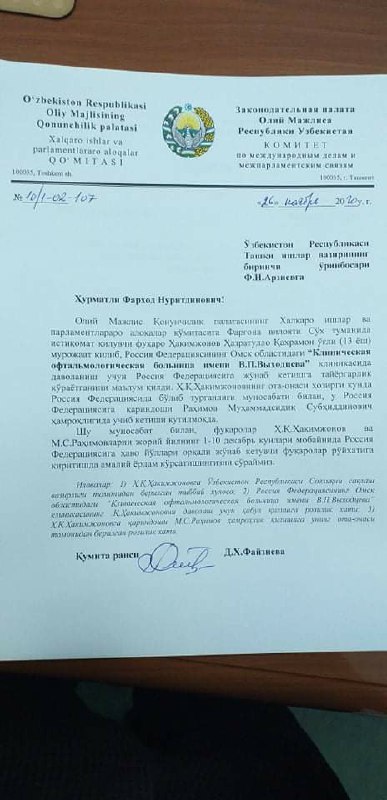 O‘zbekiston Respublikasi
Oliy Majlisining
Qonunchilik palatasi
Xalqaro ishlar va
parlamentlararo aloqalar
QO‘MITASI
100035, Toshkent sh.
Законодательная палата
Олий Мажлиса
Республики Узбекистан
КОМИТЕТ
по международным делам и
межпарламентским связям
100035, г. Ташкент
№ 10/1-02-107
«26» ноября 2020 г.
Ўзбекистон Республикаси
Ташқи ишлар вазирининг
биринчи ўринбосари
Ф.Н.Арзиевга
Ҳурматли Фарход Нуритдинович!
Олий Мажлис Қонунчилик палатасининг Халқаро ишлар ва
парламентлараро алоқалар қўмитасига Фарғона вилояти Сўх туманида
истиқомат қилувчи фуқаро Ҳакимжонов Ҳазратудло Қаҳрамон ўғли (13 ёш)
мурожаат қилиб, Россия Федерациясининг Омск областидаги “Клиническая
офтальмологическая больница имени В.П.Выходцева” клиникасида
даволаниш учун Россия Федерациясига жўнаб кетишга тайёргарлик
кўраётганини маълум қилди. Ҳ.Қ.Ҳакимжоновнинг ота-онаси ҳозирги кунда
Россия Федерациясида бўлиб турганлиги муносабати билан, у Россия
Федерациясига қариндоши Раҳимов Муҳаммадсидиқ Субҳиддинович
ҳамроҳлигида учиб кетиши кутилмоқда.
Шу муносабат билан, фуқаролар Ҳ.Қ.Ҳакимжонов ва
М.С.Раҳимовларни жорий йилнинг 1-10 декабрь кунлари мобайнида Россия
Федерациясига ҳаво йўллари орқали жўнаб кетувчи фуқаролар рўйхатига
киритишга амалий ёрдам кўрсатишингизни сўраймиз.
Иловалар: 1) Ҳ.Қ.Ҳакимжоновга Ўзбекистон Республикаси Соғлиқни сақлаш
вазирлиги томонидан берилган тиббий хулоса; 2) Россия Федерациясининг Омск
областидаги “Клиническая офтальмологическая больница имени В.П.Выходцева”
клиникасининг Ҳ.Ҳакимжоновни даволаш учун қабул қилишга розилик хати; 3)
Ҳ.Қ.Ҳакимжоновга қариндоши М.С.Раҳимов ҳамроҳлик қилишига унинг ота-онаси
томонидан берилган розилик хати.
Қўмита раиси
Д.Х.Файзиева